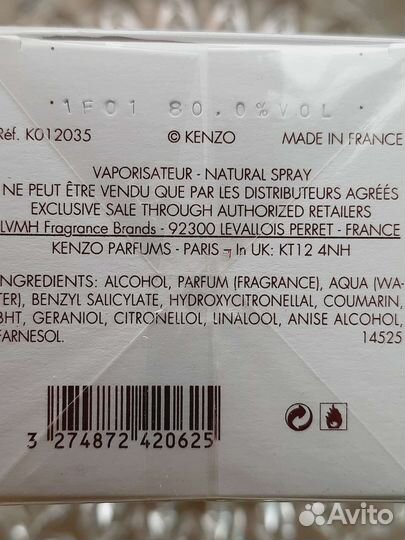 1F01 80.0%VOL
Réf. K012035 © KENZO MADE IN FRANCE
VAPORISATEUR - NATURAL SPRAY
NE PEUT ÊTRE VENDU QUE PAR LES DISTRIBUTEURS AGRÉÉS
EXCLUSIVE SALE THROUGH AUTHORIZED RETAILERS
LVMH Fragrance Brands - 92300 LEVALLOIS PERRET - FRANCE
KENZO PARFUMS - PARIS - In UK: KT12 4NH
INGREDIENTS: ALCOHOL, PARFUM (FRAGRANCE), AQUA (WA-
TER), BENZYL SALICYLATE, HYDROXYCITRONELLAL, COUMARIN,
BHT, GERANIOL, CITRONELLOL, LINALOOL, ANISE ALCOHOL,
FARNESOL. 14525
3 274872 420625
Avito